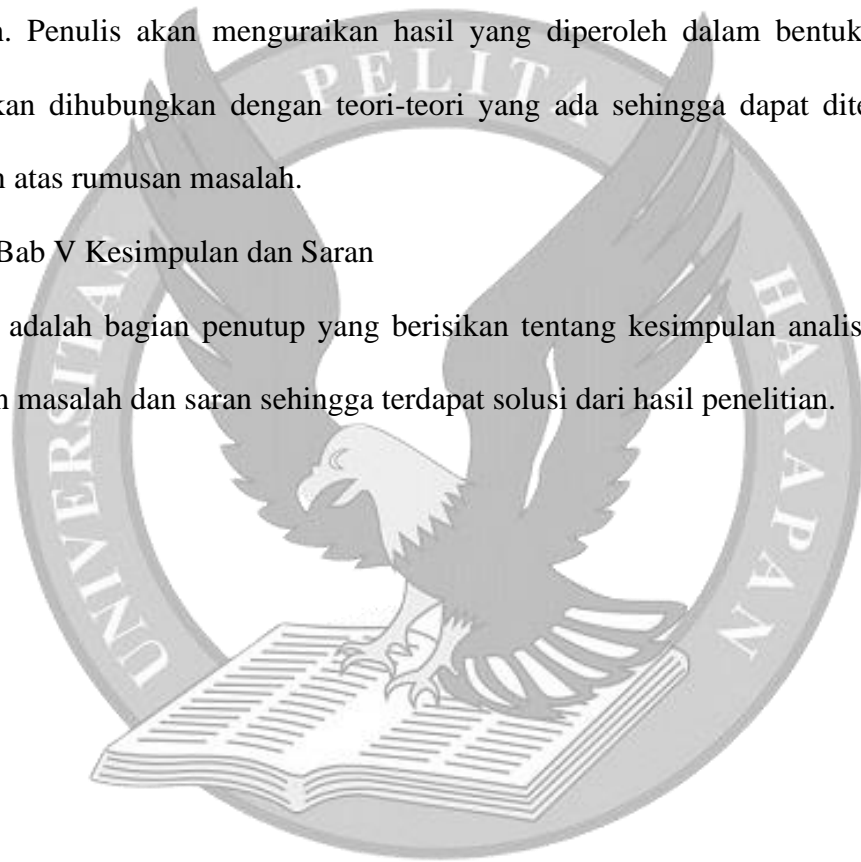 n. Penulis akan menguraikan hasil yang diperoleh dalam bentuk
kan dihubungkan dengan teori-teori yang ada sehingga dapat dite
n atas rumusan masalah.
Bab V Kesimpulan dan Saran
adalah bagian penutup yang berisikan tentang kesimpulan analis
n masalah dan saran sehingga terdapat solusi dari hasil penelitian.
UNIVERSITAS PELITA HARAPAN